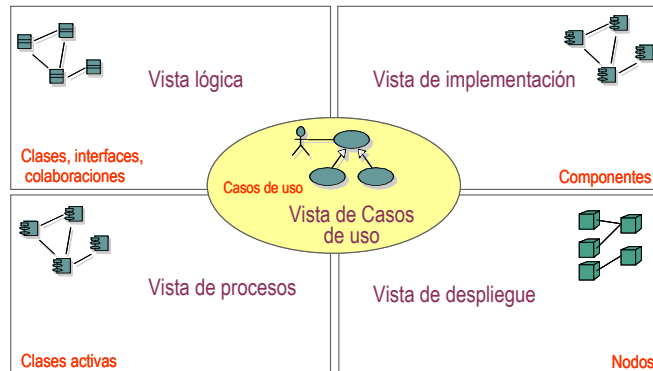 Vista lógica
Clases, interfaces,
colaboraciones
Vista de implementación
Componentes
Casos de uso
Vista de Casos
de uso
Vista de procesos
Clases activas
Vista de despliegue
Nodos